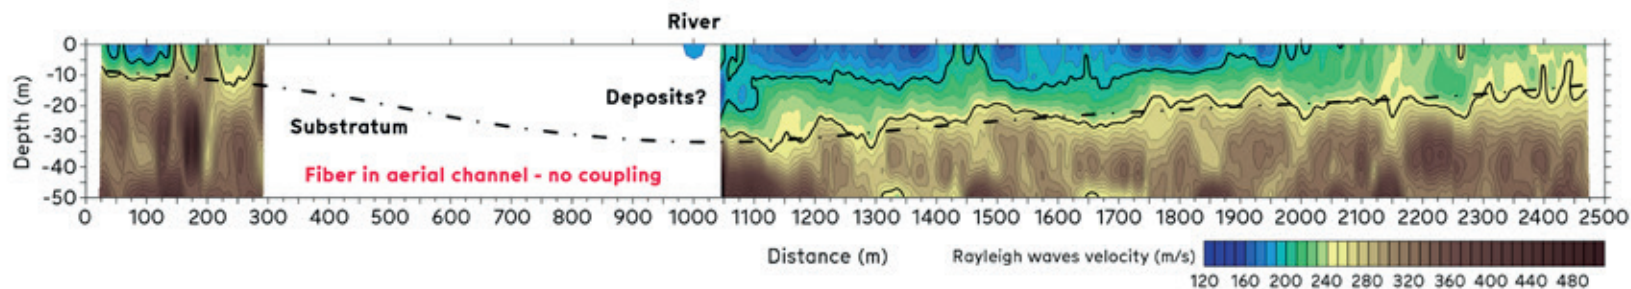 River
0
-10
-20
-30
-40
-50
Depth (m)
Deposits?
Substratum
Fiber in aerial channel - no coupling
0 100 200 300 400 500 600 700 800 900 1000 1100 1200 1300 1400 1500 1600 1700 1800 1900 2000 2100 2200 2300 2400 2500
Distance (m)
Rayleigh waves velocity (m/s)
120 160 200 240 280 320 360 400 440 480